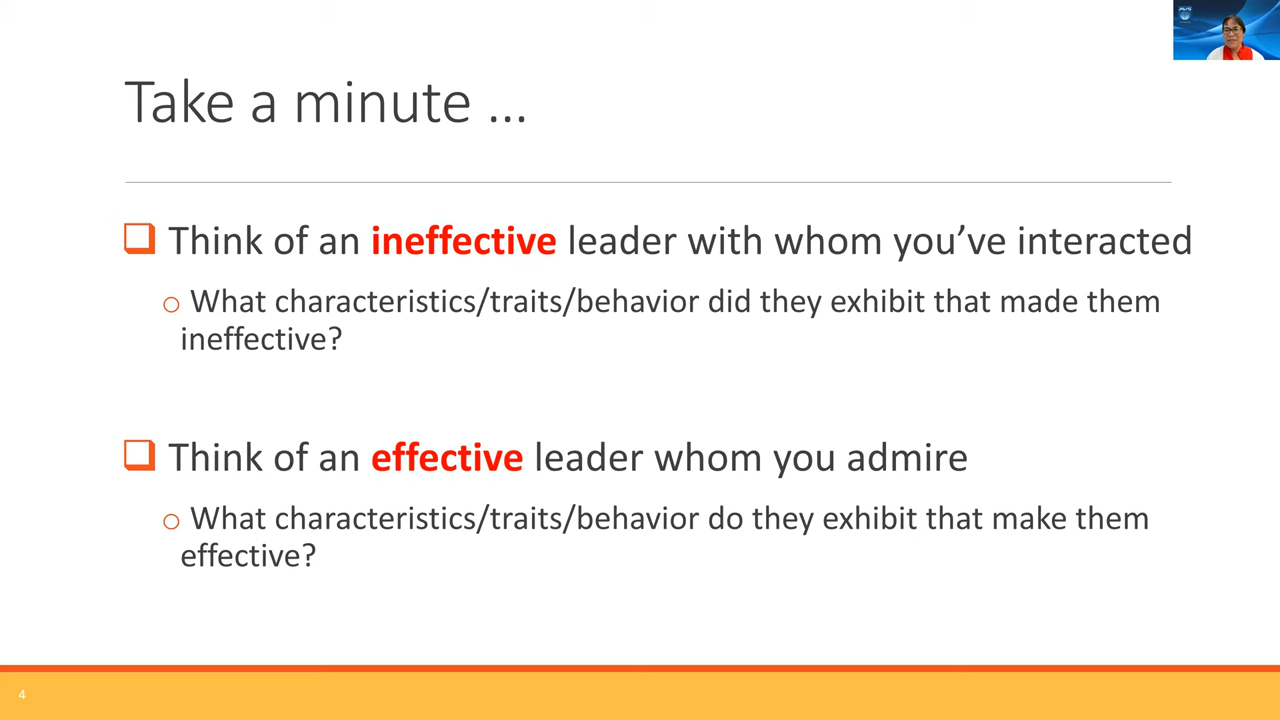 Take a minute ...
Think of an ineffective leader with whom you’ve interacted
What characteristics/traits/behavior did they exhibit that made them
ineffective?
Think of an effective leader whom you admire
What characteristics/traits/behavior do they exhibit that make them
effective?
4